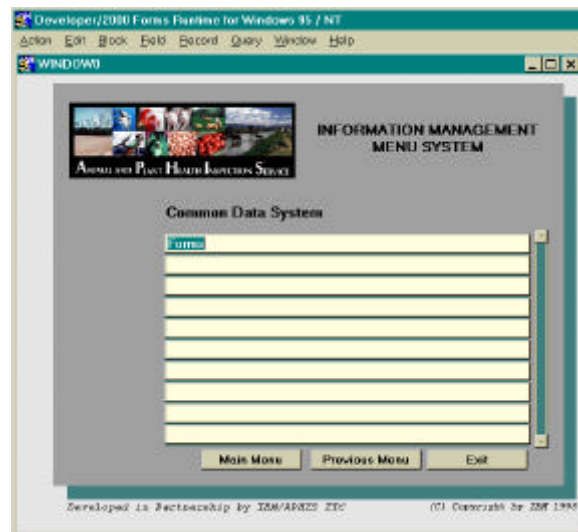 Developer/2000 Forms Runtime for Windows 95 / NT
Action Edit Block Field Record Query Window Help
WINDOW0
INFORMATION MANAGEMENT
MENU SYSTEM
ANIMAL AND PLANT HEALTH INSPECTION SERVICE
Common Data System
Forms
Main Menu Previous Menu Exit
Developed in Partnership by IBM/APHIS (C) Copyright by IBM